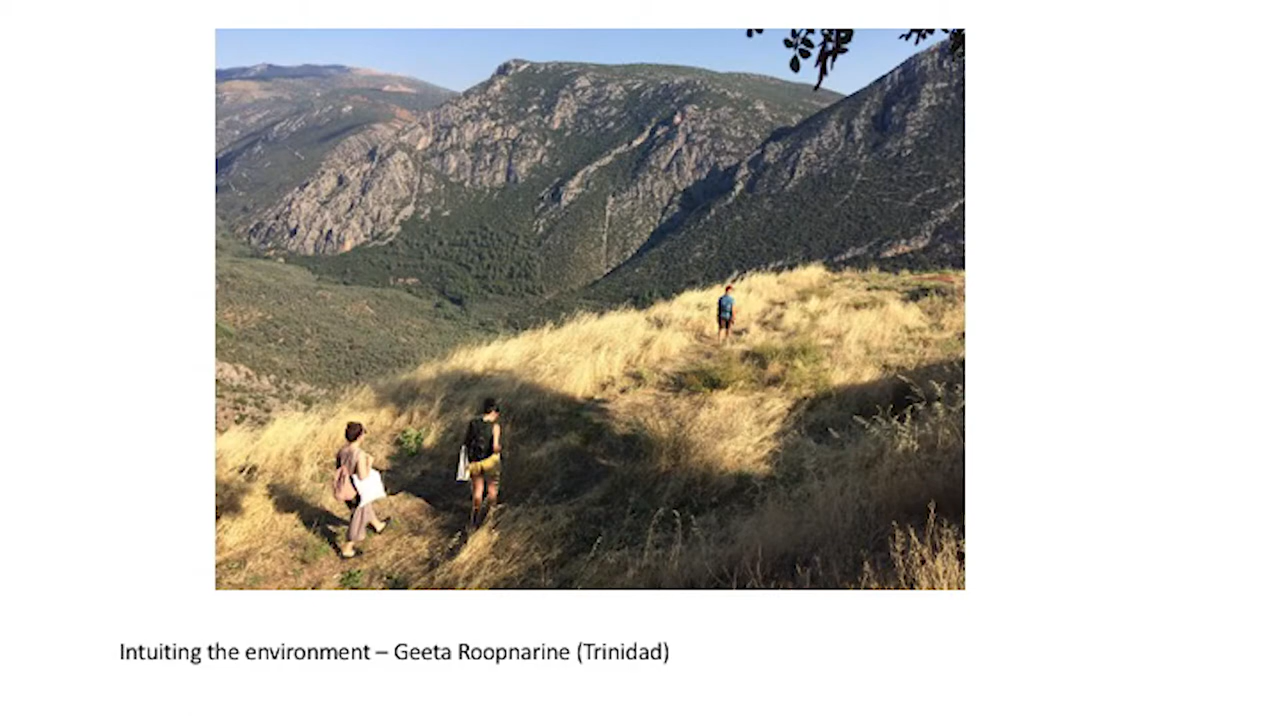 Intuiting the environment – Geeta Roopnarine (Trinidad)